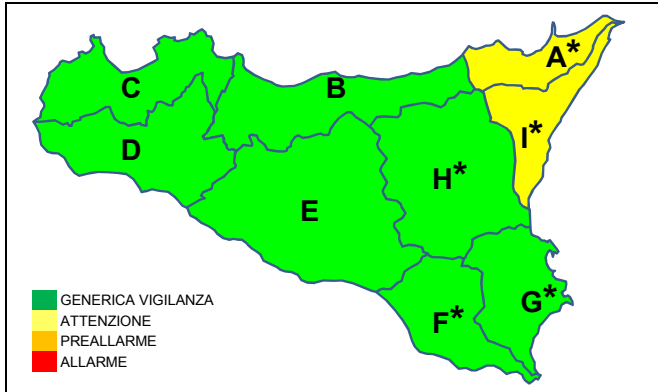 A*
C
B
I*
D
H*
E
G*
F*
GENERICA VIGILANZA
ATTENZIONE
PREALLARME
ALLARME